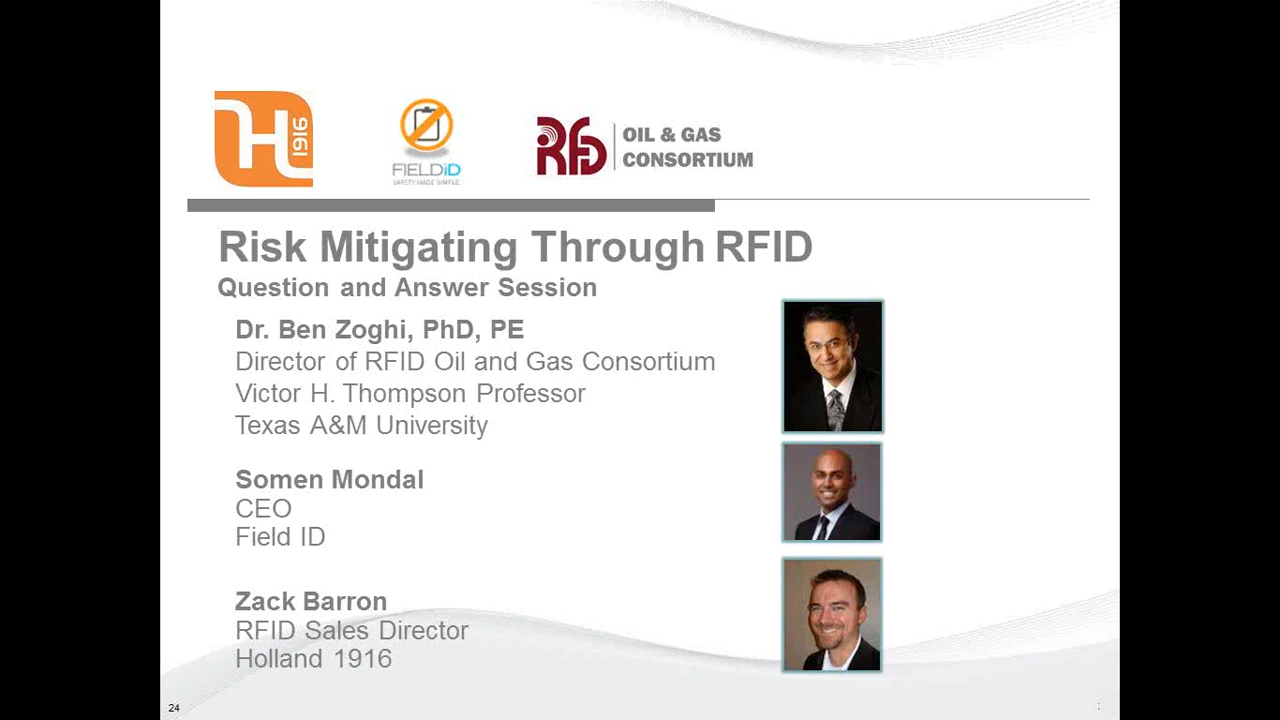 H 1916
FIELDiD
SAFETY MADE SIMPLE.
RFID OIL & GAS
CONSORTIUM
Risk Mitigating Through RFID
Question and Answer Session
Dr. Ben Zoghi, PhD, PE
Director of RFID Oil and Gas Consortium
Victor H. Thompson Professor
Texas A&M University
Somen Mondal
CEO
Field ID
Zack Barron
RFID Sales Director
Holland 1916
24